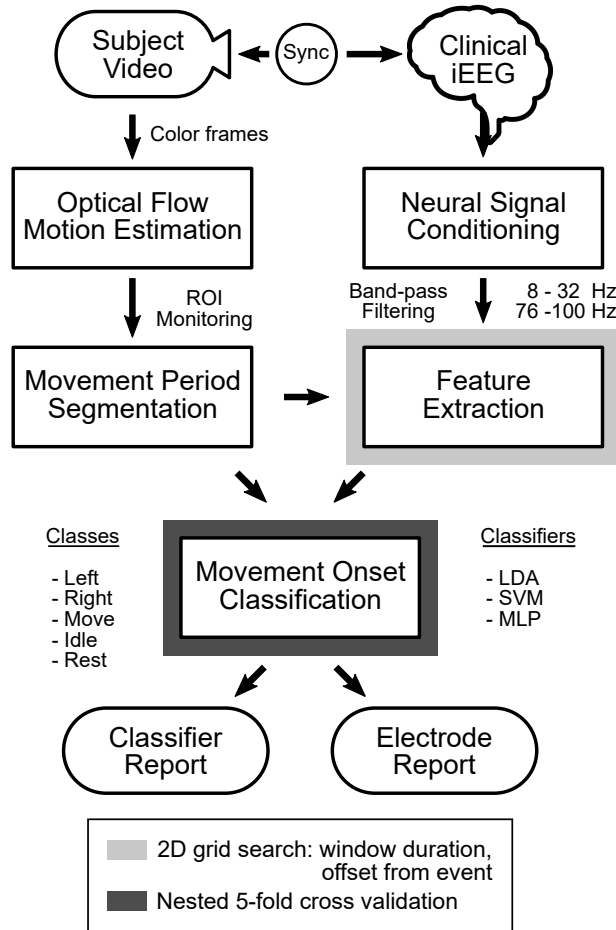 Subject
Video
Sync
Clinical
iEEG
Color frames
Optical Flow
Motion Estimation
Neural Signal
Conditioning
ROI
Monitoring
Band-pass
Filtering
8 - 32 Hz
76 -100 Hz
Movement Period
Segmentation
Feature
Extraction
Classes
- Left
- Right
- Move
- Idle
- Rest
Movement Onset
Classification
Classifiers
- LDA
- SVM
- MLP
Classifier
Report
Electrode
Report
2D grid search: window duration,
offset from event
Nested 5-fold cross validation